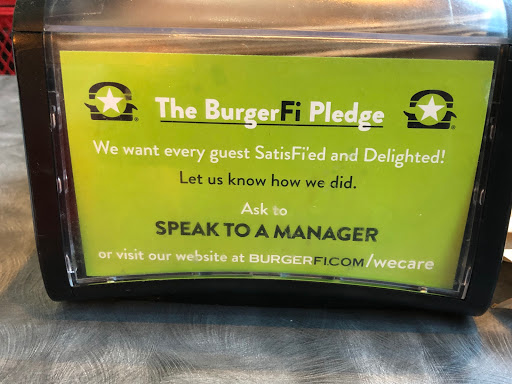 The BurgerFi Pledge
We want every guest SatisFi'ed and Delighted!
Let us know how we did.
Ask to
SPEAK TO A MANAGER
or visit our website at BURGERFI.COM/wecare